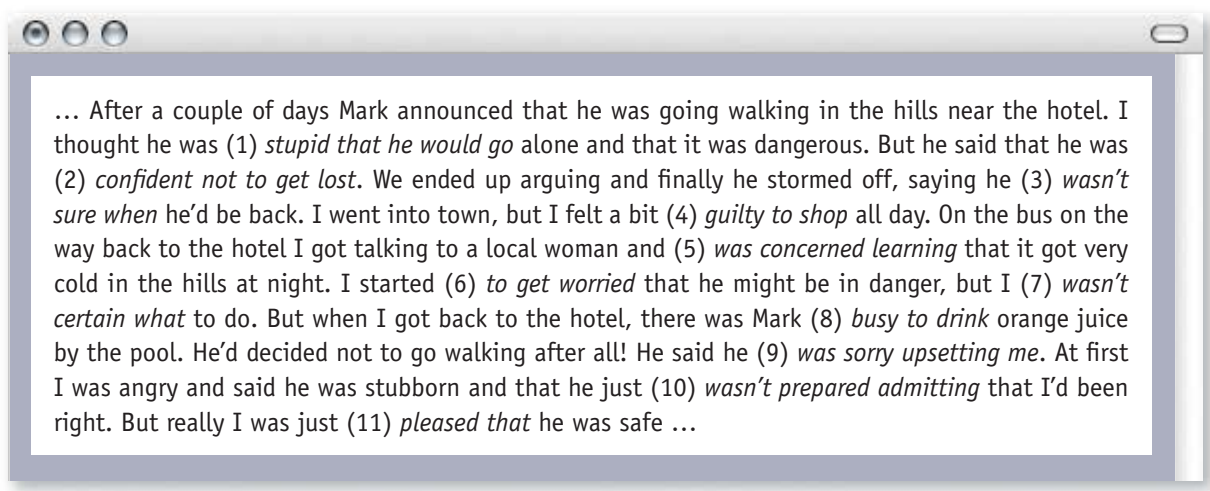 ... After a couple of days Mark announced that he was going walking in the hills near the hotel. I
thought he was (1) stupid that he would go alone and that it was dangerous. But he said that he was
(2) confident not to get lost. We ended up arguing and finally he stormed off, saying he (3) wasn't
sure when he'd be back. I went into town, but I felt a bit (4) guilty to shop all day. On the bus on the
way back to the hotel I got talking to a local woman and (5) was concerned learning that it got very
cold in the hills at night. I started (6) to get worried that he might be in danger, but I (7) wasn't
certain what to do. But when I got back to the hotel, there was Mark (8) busy to drink orange juice
by the pool. He'd decided not to go walking after all! He said he (9) was sorry upsetting me. At first
I was angry and said he was stubborn and that he just (10) wasn't prepared admitting that I'd been
right. But really I was just (11) pleased that he was safe ...